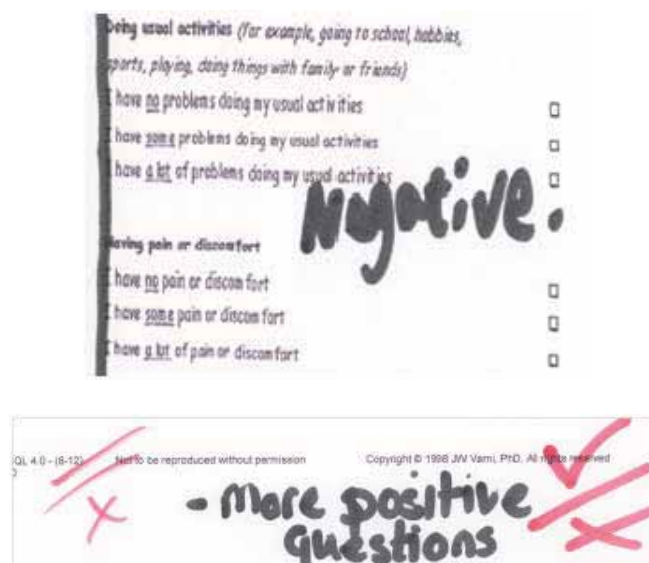 Doing usual activities (for example, going to school, hobbies,
sports, playing, doing things with family or friends)
I have no problems doing my usual activities
I have some problems doing my usual activities
I have a lot of problems doing my usual activities
Negative.
Having pain or discomfort
I have no pain or discomfort
I have some pain or discomfort
I have a lot of pain or discomfort
QL 4.0 - (8-12) Not to be reproduced without permission Copyright © 1998 JW Varni, PhD. All rights reserved
- More positive
questions